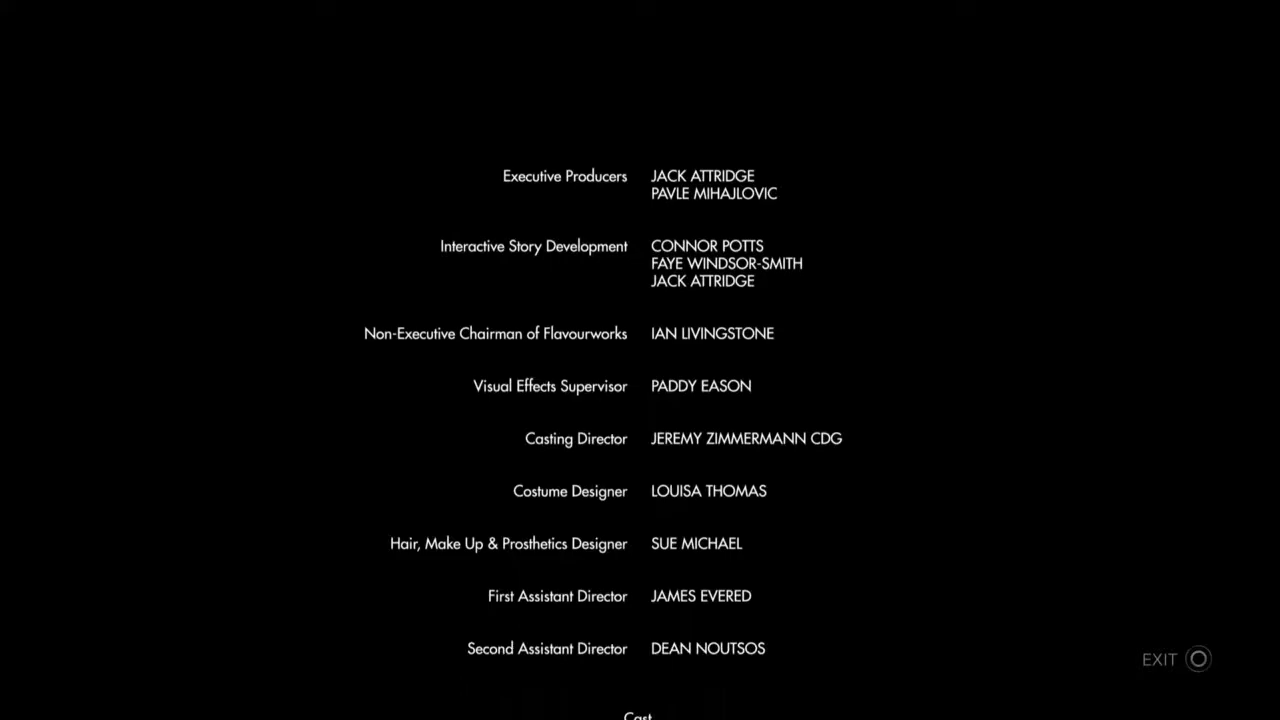 Executive Producers JACK ATTRIDGE
PAVLE MIHAJLOVIC
Interactive Story Development CONNOR POTTS
FAYE WINDSOR-SMITH
JACK ATTRIDGE
Non-Executive Chairman of Flavourworks IAN LIVINGSTONE
Visual Effects Supervisor PADDY EASON
Casting Director JEREMY ZIMMERMANN CDG
Costume Designer LOUISA THOMAS
Hair, Make Up & Prosthetics Designer SUE MICHAEL
First Assistant Director JAMES EVERED
Second Assistant Director DEAN NOUTSOS
EXIT
Cast